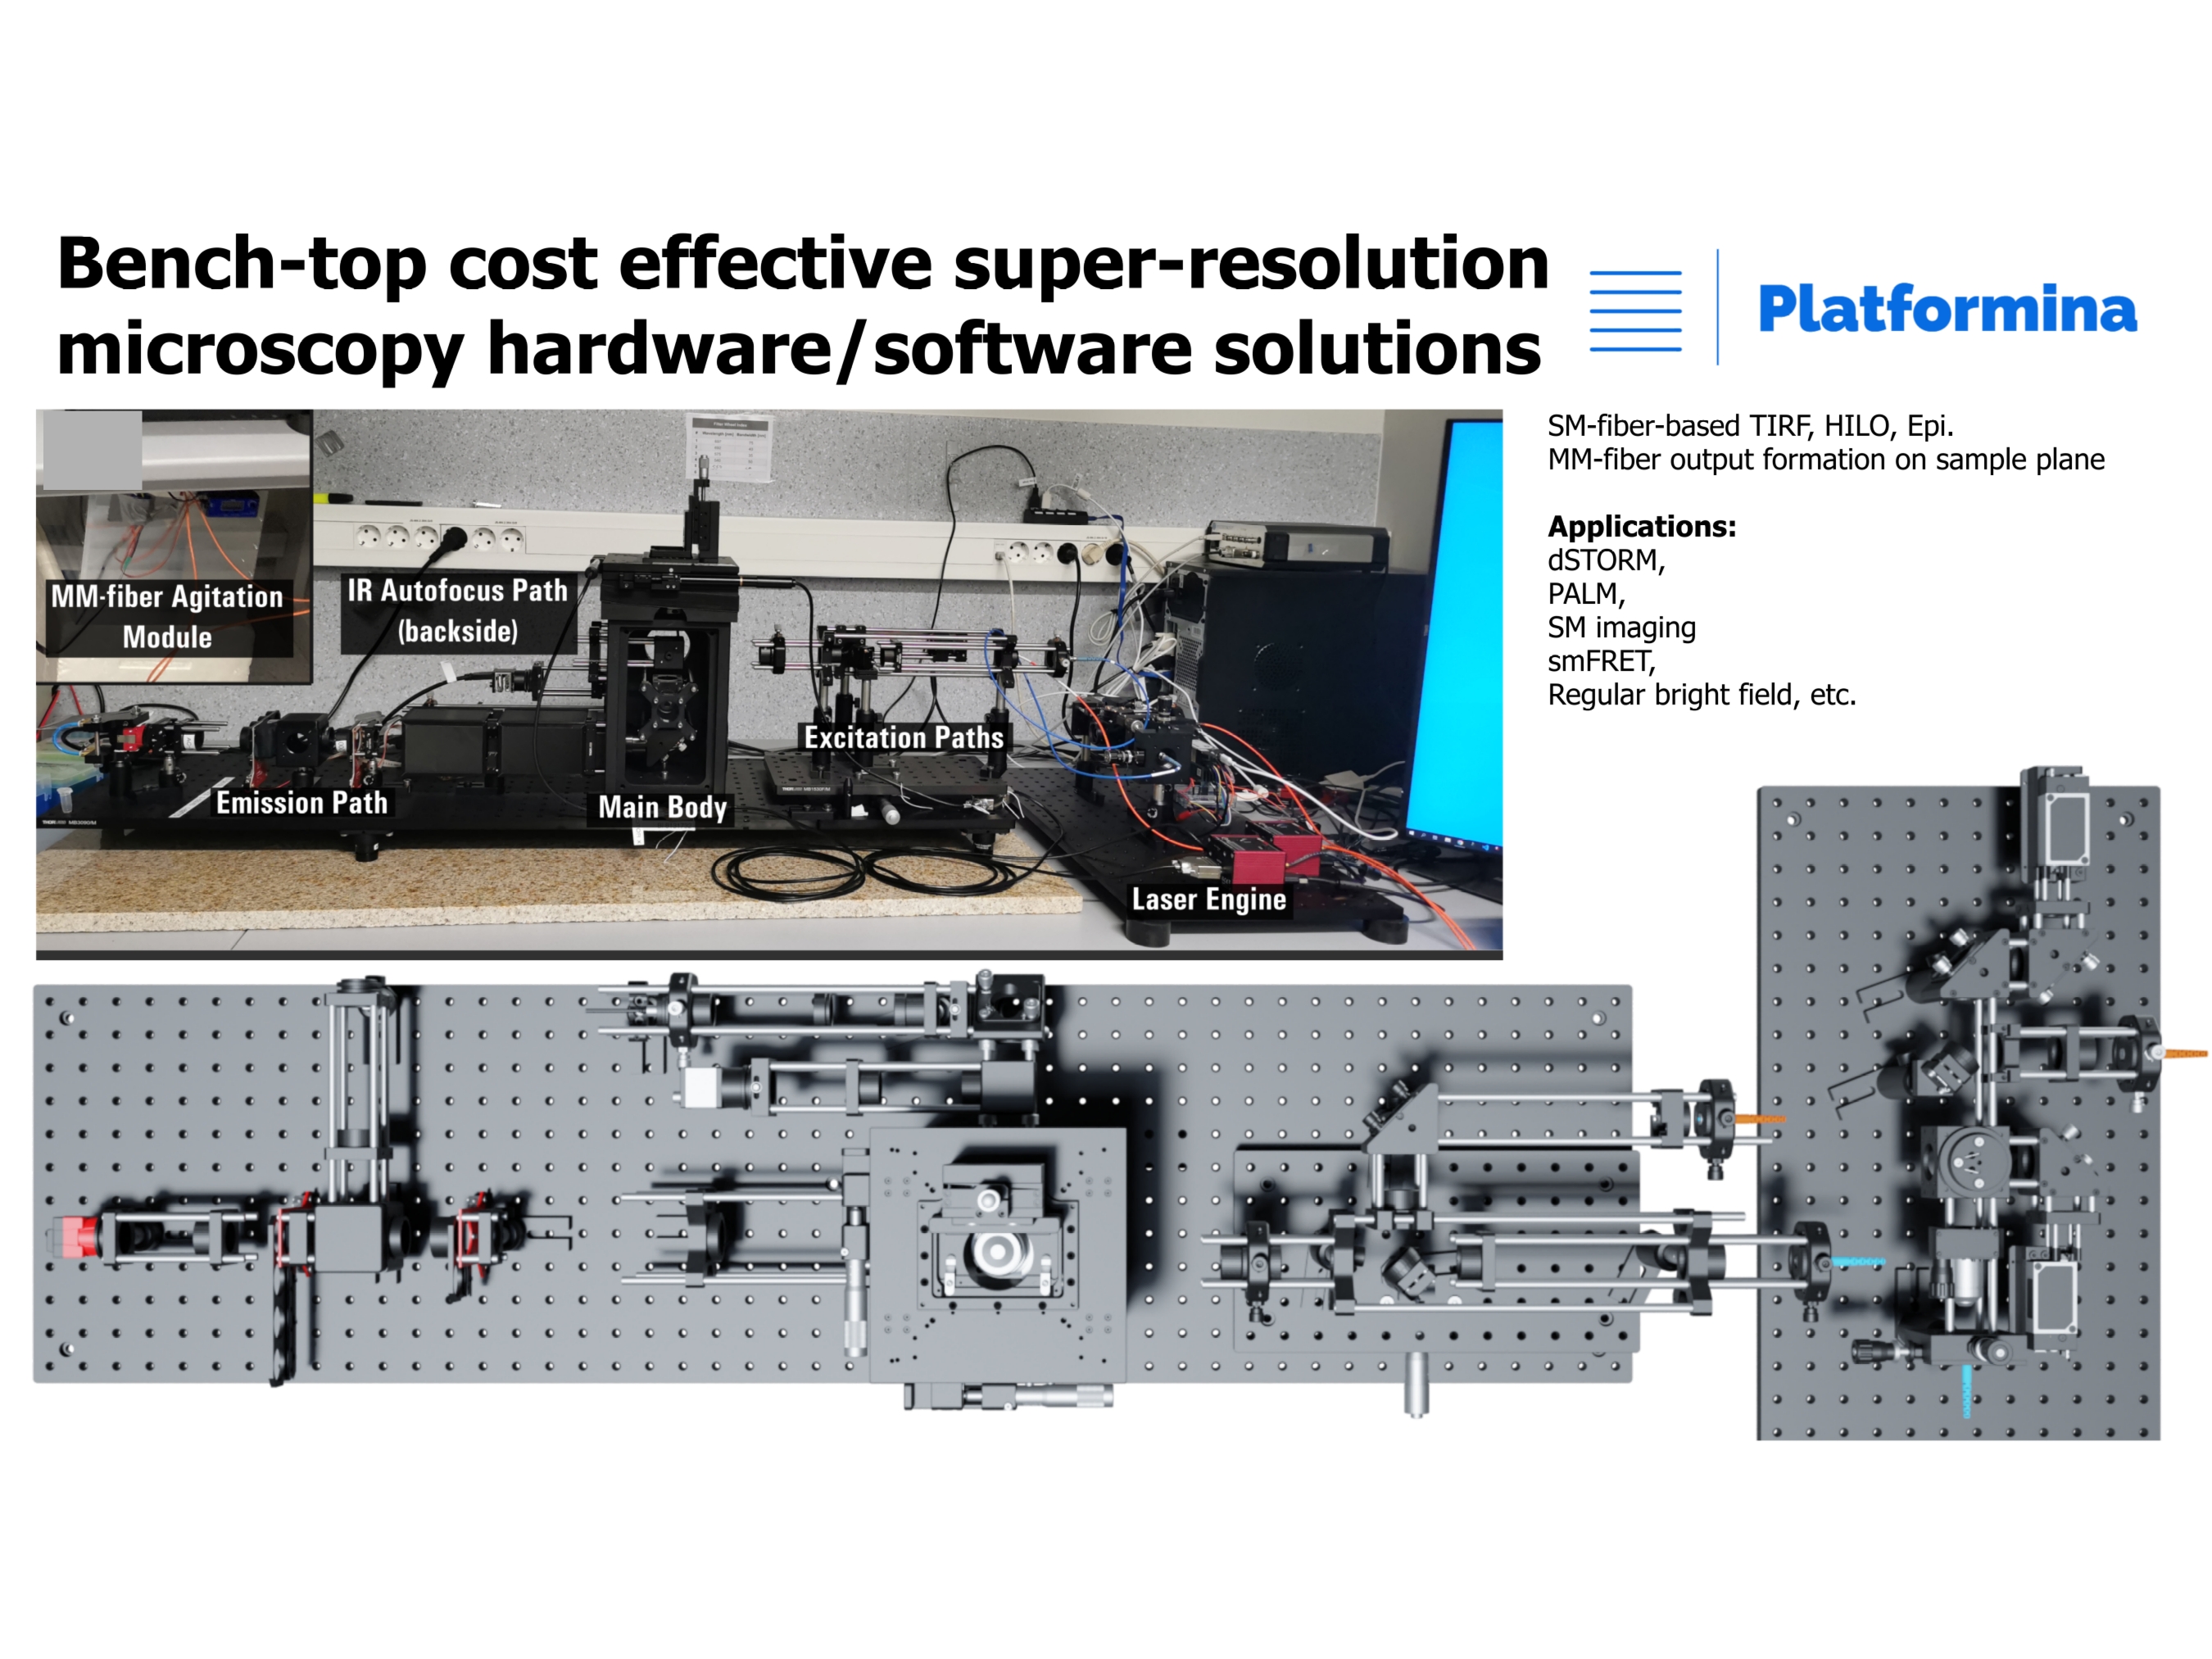 Bench-top cost effective super-resolution
microscopy hardware/software solutions
Platformina
SM-fiber-based TIRF, HILO, Epi.
MM-fiber output formation on sample plane
Applications:
dSTORM,
PALM,
SM imaging
smFRET,
Regular bright field, etc.
MM-fiber Agitation
Module
IR Autofocus Path
(backside)
Excitation Paths
Emission Path
Main Body
Laser Engine